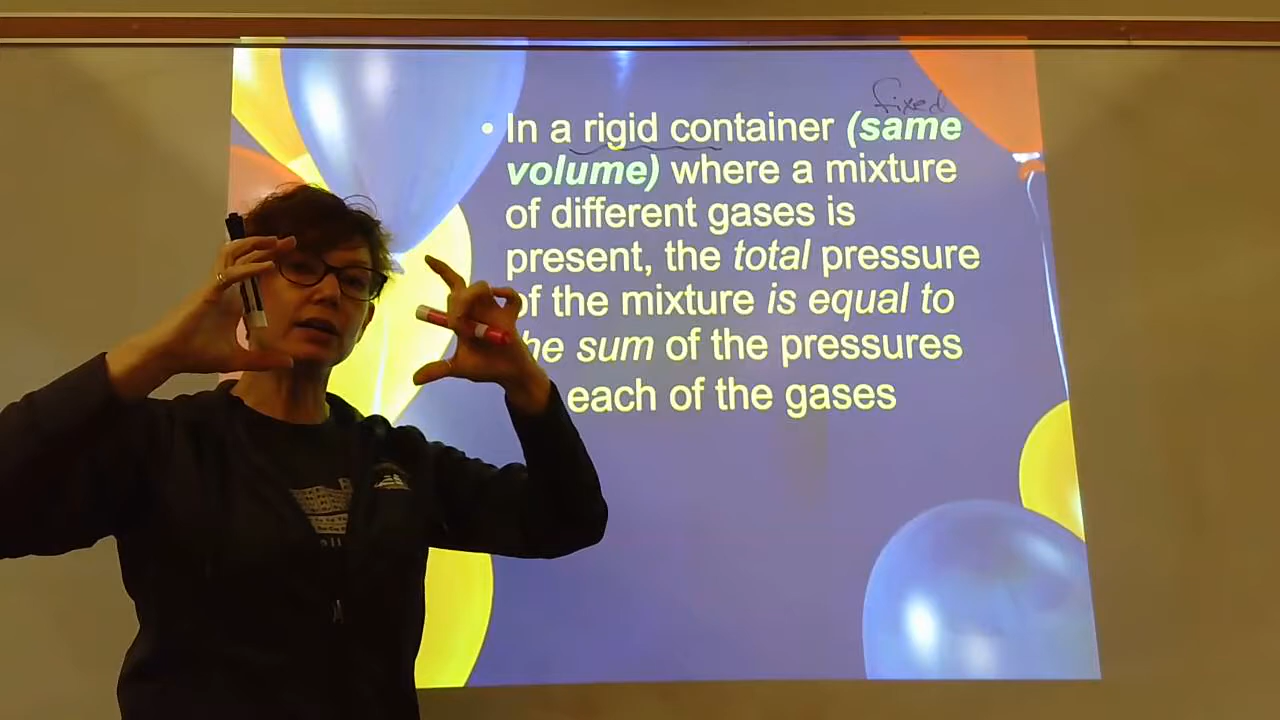 fixed
• In a rigid container (same
volume) where a mixture
of different gases is
present, the total pressure
of the mixture is equal to
the sum of the pressures
each of the gases